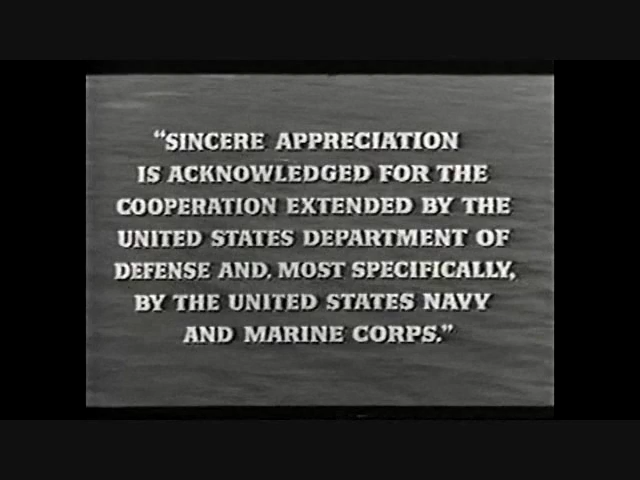 “SINCERE APPRECIATION
IS ACKNOWLEDGED FOR THE
COOPERATION EXTENDED BY THE
UNITED STATES DEPARTMENT OF
DEFENSE AND, MOST SPECIFICALLY,
BY THE UNITED STATES NAVY
AND MARINE CORPS.”